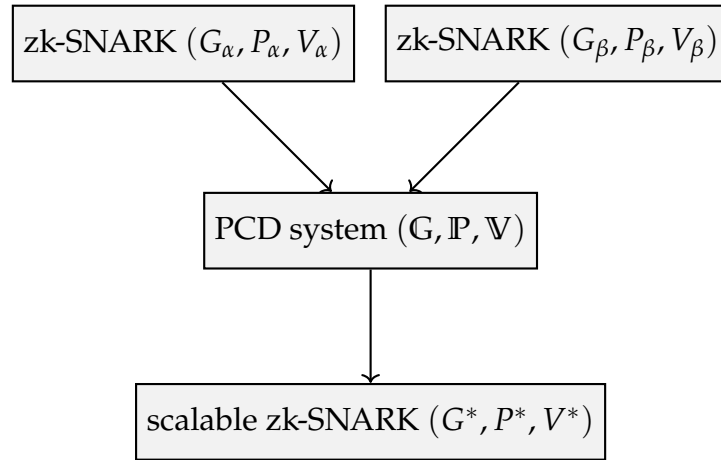 zk-SNARK (G_α, P_α, V_α)
zk-SNARK (G_β, P_β, V_β)
PCD system (𝔾, ℙ, 𝕍)
scalable zk-SNARK (G*, P*, V*)